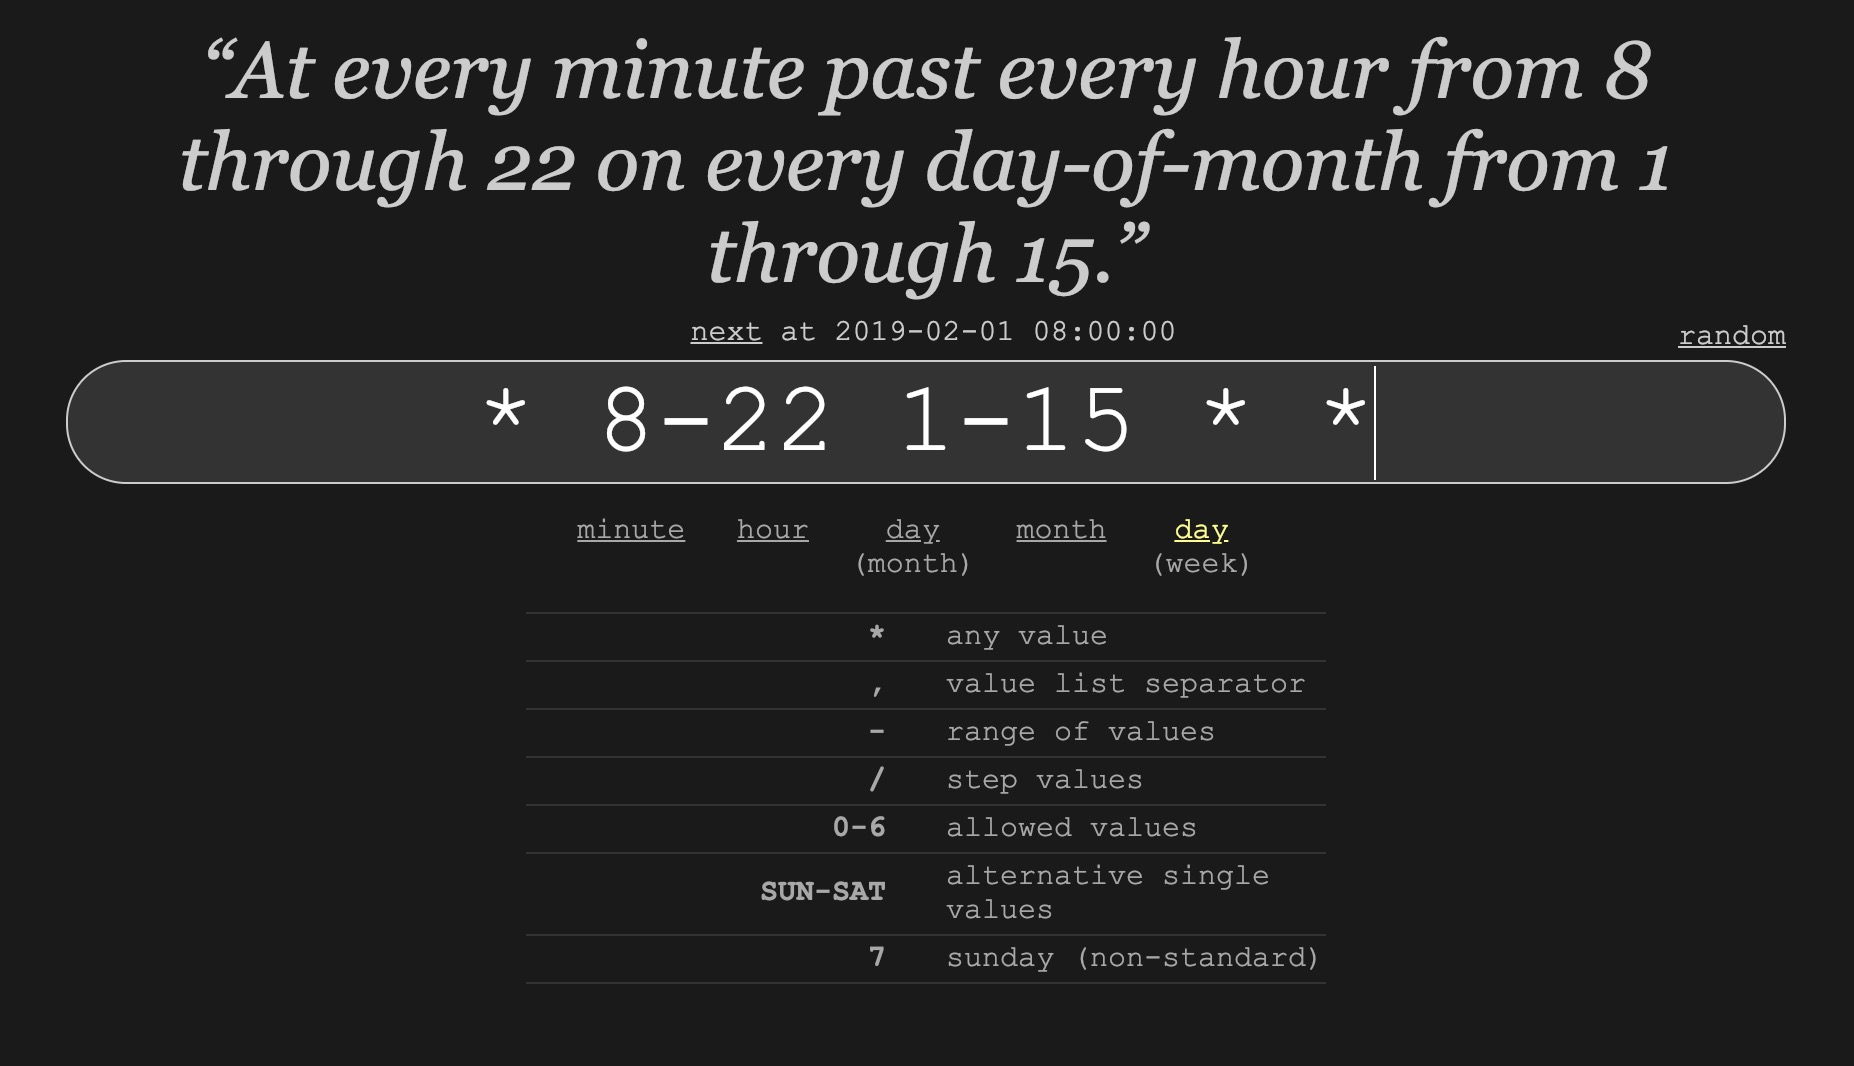 “At every minute past every hour from 8
through 22 on every day-of-month from 1
through 15.”
next at 2019-02-01 08:00:00
random
* 8-22 1-15 * *
minute hour day month day
(month) (week)
* any value
, value list separator
- range of values
/ step values
0-6 allowed values
SUN-SAT alternative single
values
7 sunday (non-standard)